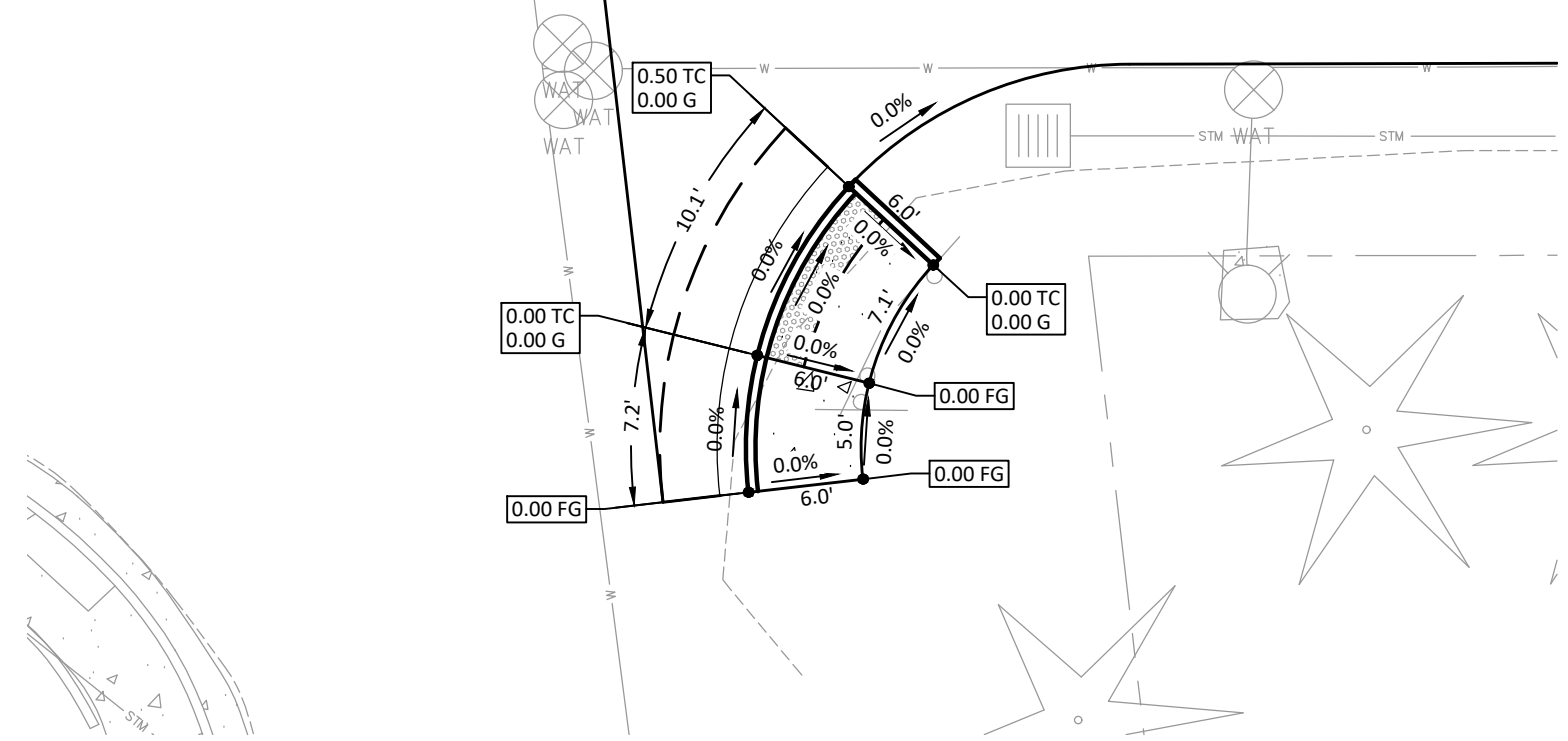 0.50 TC
0.00 G
W
W
W
W
0.0%
STM
WAT
STM
WAT
WAT
WAT
10.1'
6.0'
0.0%
0.0%
0.0%
W
0.00 TC
0.00 G
7.1'
0.00 TC
0.00 G
0.0%
0.0%
6.0'
0.00 FG
7.2'
0.0%
5.0'
0.0%
W
0.0%
0.00 FG
6.0'
0.00 FG
W
STM